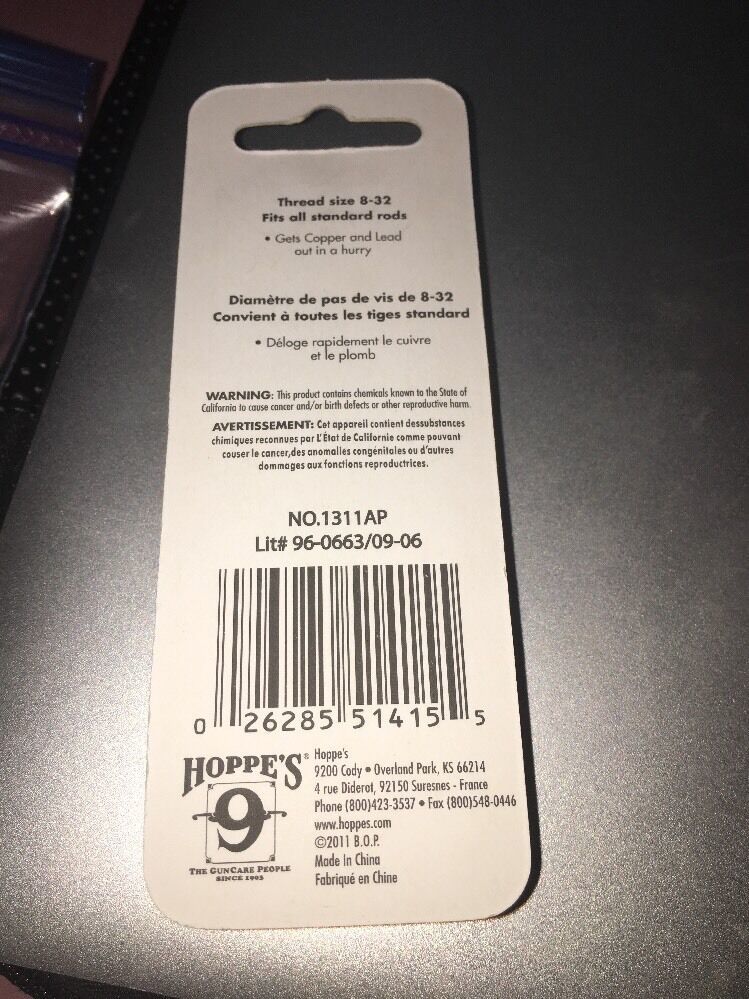 Thread size 8-32
Fits all standard rods
• Gets Copper and Lead
out in a hurry
Diamètre de pas de vis de 8-32
Convient à toutes les tiges standard
• Déloge rapidement le cuivre
et le plomb
WARNING: This product contains chemicals known to the State of
California to cause cancer and/or birth defects or other reproductive harm.
AVERTISSEMENT: Cet appareil contient dessubstances
chimiques reconnues par L'État de Californie comme pouvant
couser le cancer,des anomalies congénitales ou d'autres
dommages aux fonctions reproductrices.
NO.1311AP
Lit# 96-0663/09-06
0 26285 51415 5
HOPPE'S®
9
THE GUNCARE PEOPLE
SINCE 1903
Hoppe's
9200 Cody • Overland Park, KS 66214
4 rue Diderot, 92150 Suresnes - France
Phone (800)423-3537 • Fax (800)548-0446
www.hoppes.com
©2011 B.O.P.
Made In China
Fabriqué en Chine